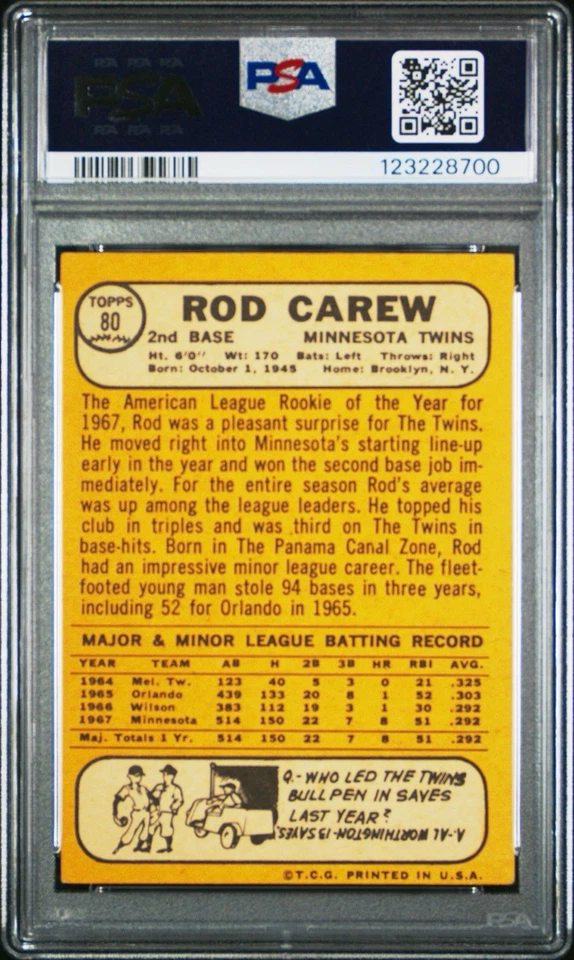 PSA PSA PSA
PSA
PSA PSA PSA
PSA
123228700
TOPPS
80
ROD CAREW
2nd BASE MINNESOTA TWINS
Ht. 6'0" Wt: 170 Bats: Left Throws: Right
Born: October 1, 1945 Home: Brooklyn, N. Y.
The American League Rookie of the Year for
1967, Rod was a pleasant surprise for The Twins.
He moved right into Minnesota's starting line-up
early in the year and won the second base job im-
mediately. For the entire season Rod's average
was up among the league leaders. He topped his
club in triples and was third on The Twins in
base-hits. Born in The Panama Canal Zone, Rod
had an impressive minor league career. The fleet-
footed young man stole 94 bases in three years,
including 52 for Orlando in 1965.
MAJOR & MINOR LEAGUE BATTING RECORD
YEAR TEAM AB H 2B 3B HR RBI AVG.
1964 Mel. Tw. 123 40 5 3 0 21 .325
1965 Orlando 439 133 20 8 1 52 .303
1966 Wilson 383 112 19 3 1 30 .292
1967 Minnesota 514 150 22 7 8 51 .292
Maj. Totals 1 Yr. 514 150 22 7 8 51 .292
Q.-WHO LED THE TWINS
BULLPEN IN SAVES
LAST YEAR?
A.-AL WORTHINGTON-13 SAVES
©T.C.G. PRINTED IN U.S.A.
PSA